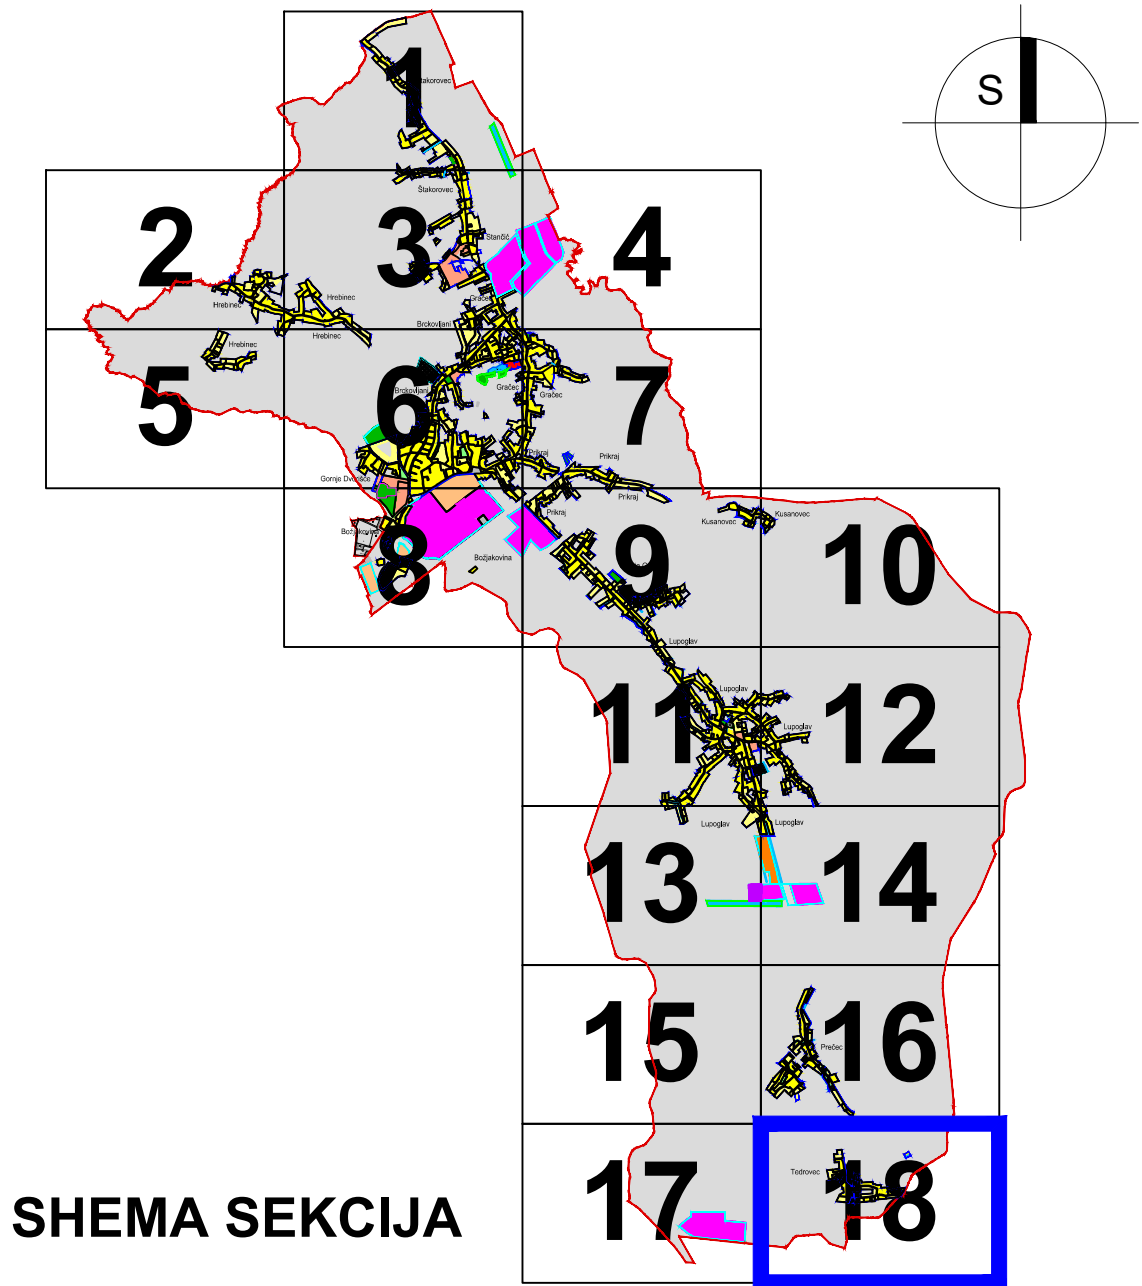 S
1
Štakorovec
2
3
4
Štakorovec
Stančić
Hrebinec
Hrebinec
Hrebinec
Gračec
Brckovljani
Hrebinec
5
6
7
Brckovljani
Gračec
Gračec
Prikraj
Prikraj
Prikraj
Gornje Dvorišće
Prikraj
Kusanovec
Kusanovec
Božjakovina
Božjakovina
8
9
10
Lupoglav
Lupoglav
Lupoglav
11
12
Lupoglav
Lupoglav
13
14
15
16
Prečec
Tedrovec
17
18
SHEMA SEKCIJA